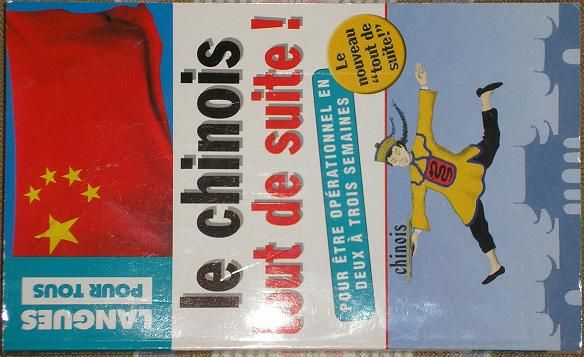 LANGUES
POUR TOUS
le chinois
tout de suite !
Le
nouveau
"tout de
suite!"
POUR ÊTRE OPÉRATIONNEL EN
DEUX À TROIS SEMAINES
chinois